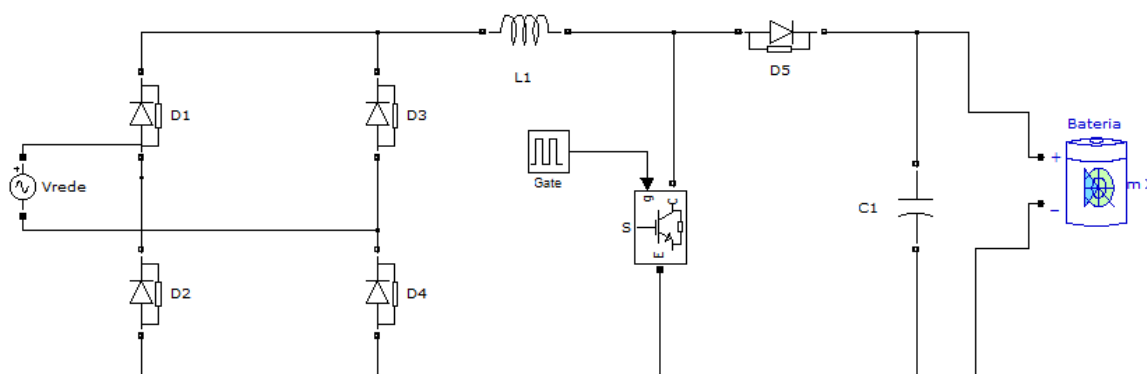 L1
D5
D1
D3
Bateria
+
+
Vrede
Gate
g
C
S
E
C1
m
−
D2
D4